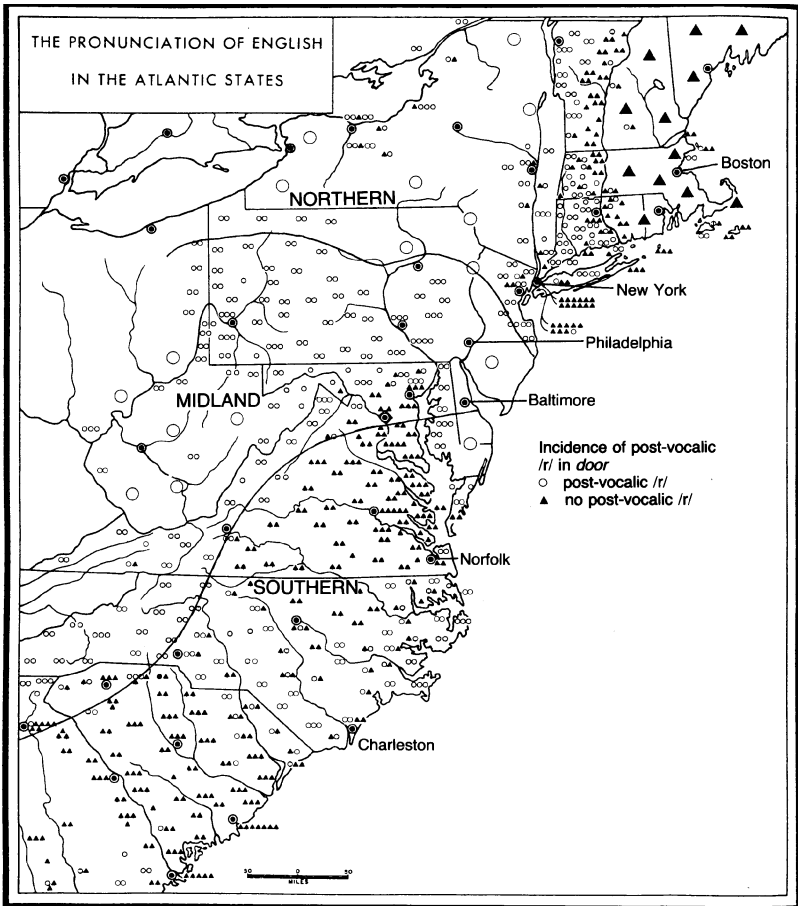 THE PRONUNCIATION OF ENGLISH
IN THE ATLANTIC STATES
Boston
NORTHERN
New York
Philadelphia
MIDLAND
Baltimore
Incidence of post-vocalic
/r/ in door
○ post-vocalic /r/
▲ no post-vocalic /r/
Norfolk
SOUTHERN
Charleston
50 0 50
MILES